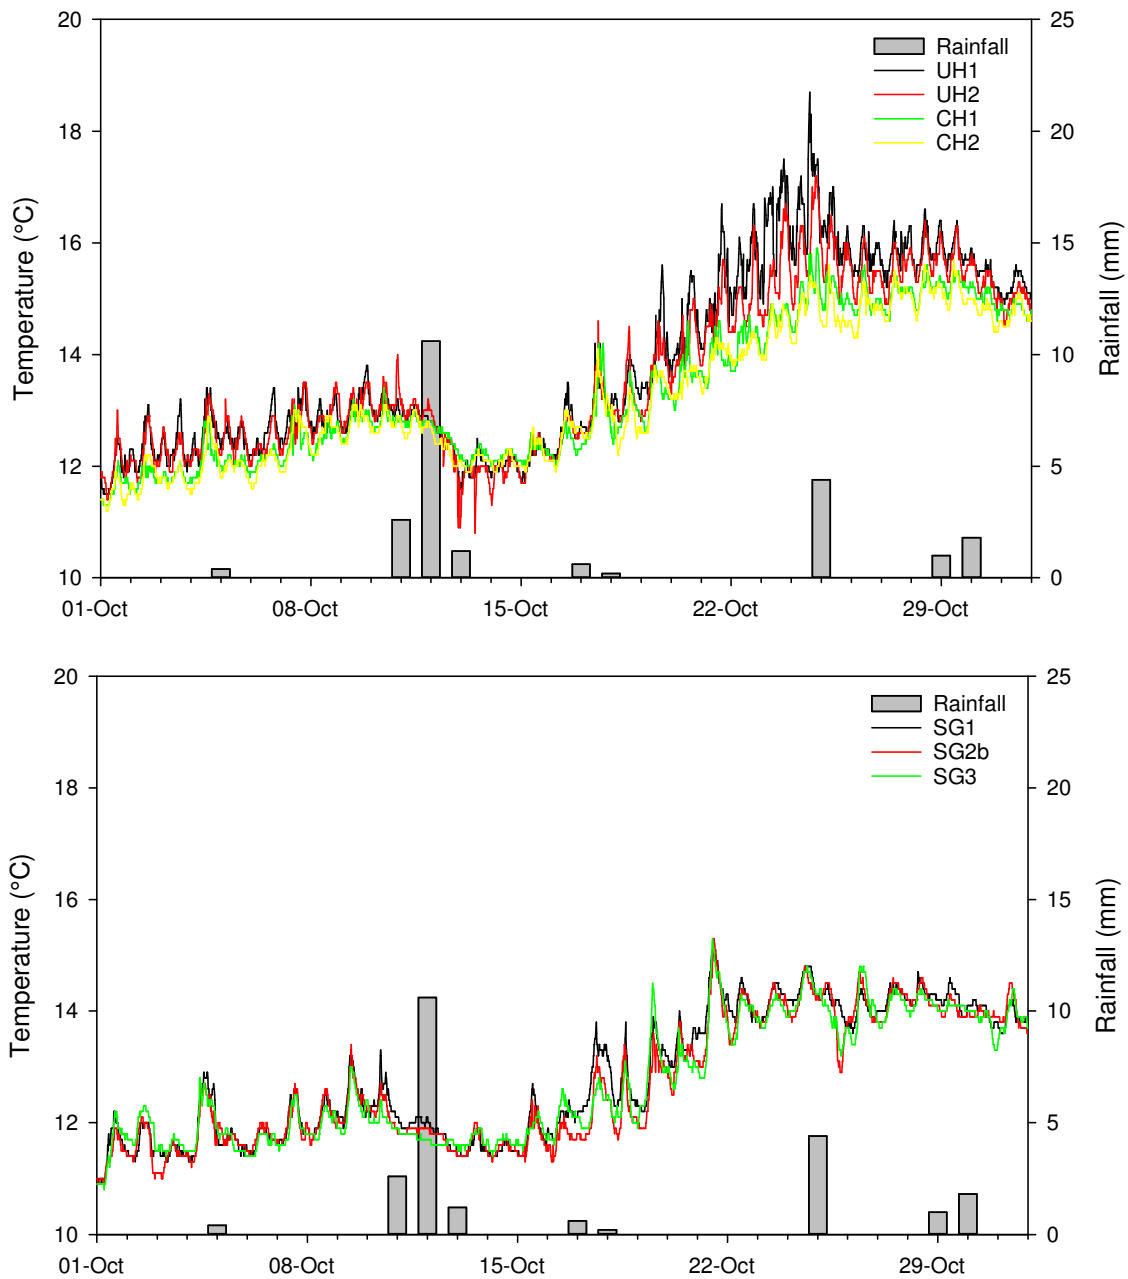 20
25
Rainfall
UH1
UH2
CH1
CH2
18
20
16
15
14
10
12
5
10
0
Temperature (°C)
Rainfall (mm)
01-Oct
08-Oct
15-Oct
22-Oct
29-Oct
20
25
Rainfall
SG1
SG2b
SG3
18
20
16
15
14
10
12
5
10
0
Temperature (°C)
Rainfall (mm)
01-Oct
08-Oct
15-Oct
22-Oct
29-Oct